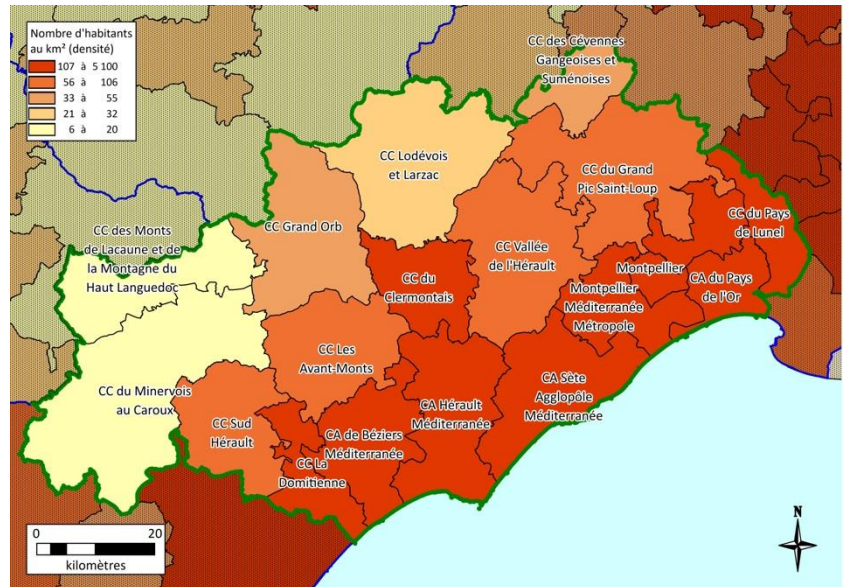 Nombre d'habitants
au km² (densité)
107 à 5 100
56 à 106
33 à 55
21 à 32
6 à 20
CC des Cévennes
Gangeoises et
Suménoises
CC Lodévois
et Larzac
CC du Grand
Pic Saint-Loup
CC du Pays
de Lunel
CC Grand Orb
CC des Monts
de Lacaune et de
la Montagne du
Haut Languedoc
CC Vallée
de l'Hérault
CC du
Clermontais
Montpellier
Montpellier
Méditerranée
Métropole
CA du Pays
de l'Or
CC Les
Avant-Monts
CC du Minervois
au Caroux
CC Sud
Hérault
CA de Béziers
Méditerranée
CA Hérault
Méditerranée
CA Sète
Agglopôle
Méditerranée
CC La
Domitienne
0 20
kilomètres
N